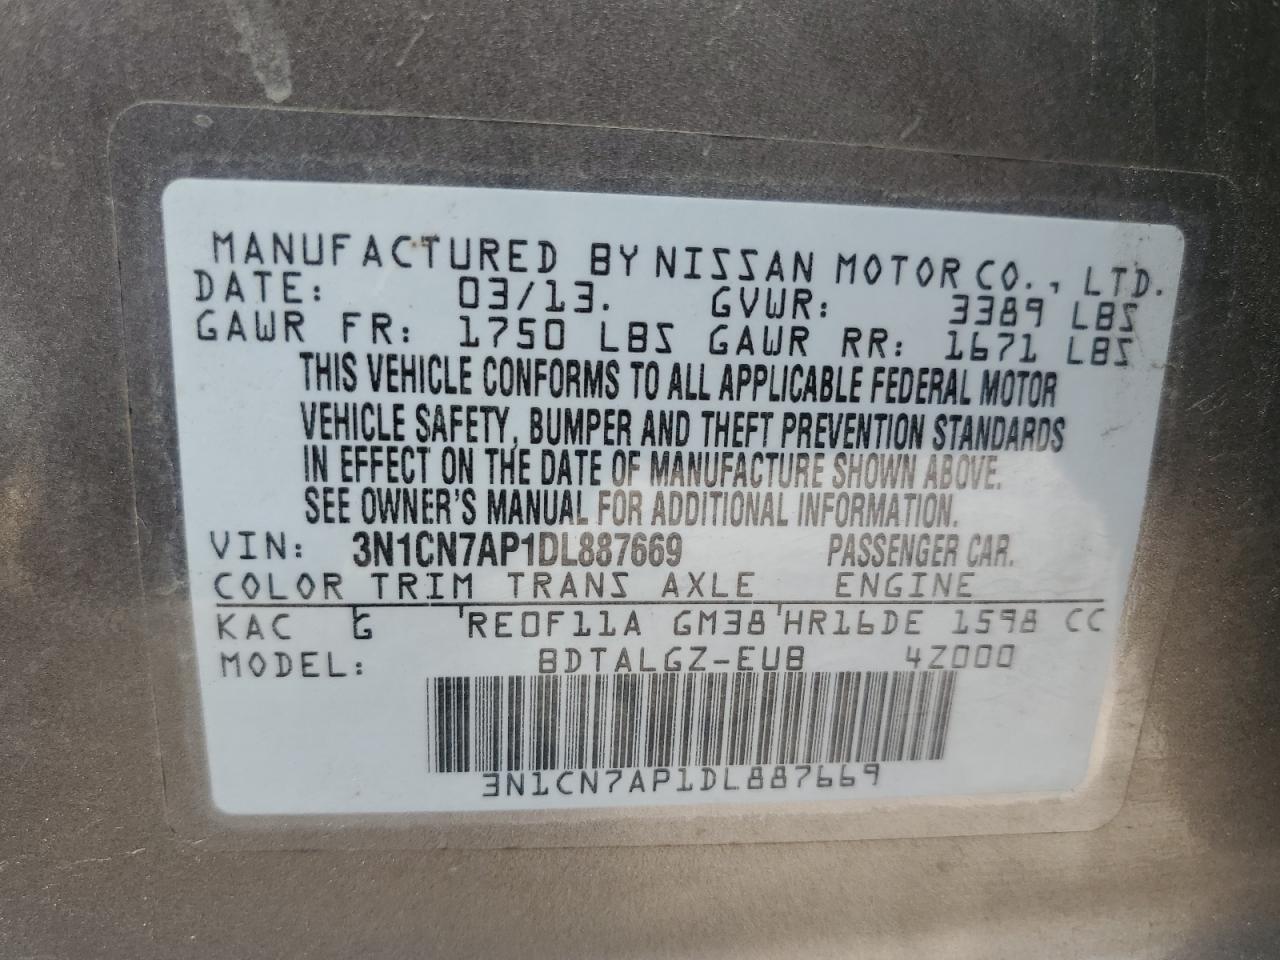 MANUFACTURED BY NISSAN MOTOR CO., LTD.
DATE: 03/13. GVWR: 3389 LBS
GAWR FR: 1750 LBS GAWR RR: 1671 LBS
THIS VEHICLE CONFORMS TO ALL APPLICABLE FEDERAL MOTOR
VEHICLE SAFETY, BUMPER AND THEFT PREVENTION STANDARDS
IN EFFECT ON THE DATE OF MANUFACTURE SHOWN ABOVE.
SEE OWNER'S MANUAL FOR ADDITIONAL INFORMATION.
VIN: 3N1CN7AP1DL887669 PASSENGER CAR.
COLOR TRIM TRANS AXLE ENGINE
KAC G 'RE0F11A GM38'HR16DE 1598 CC
MODEL: BDTALGZ-EUB 4Z000
3N1CN7AP1DL887669